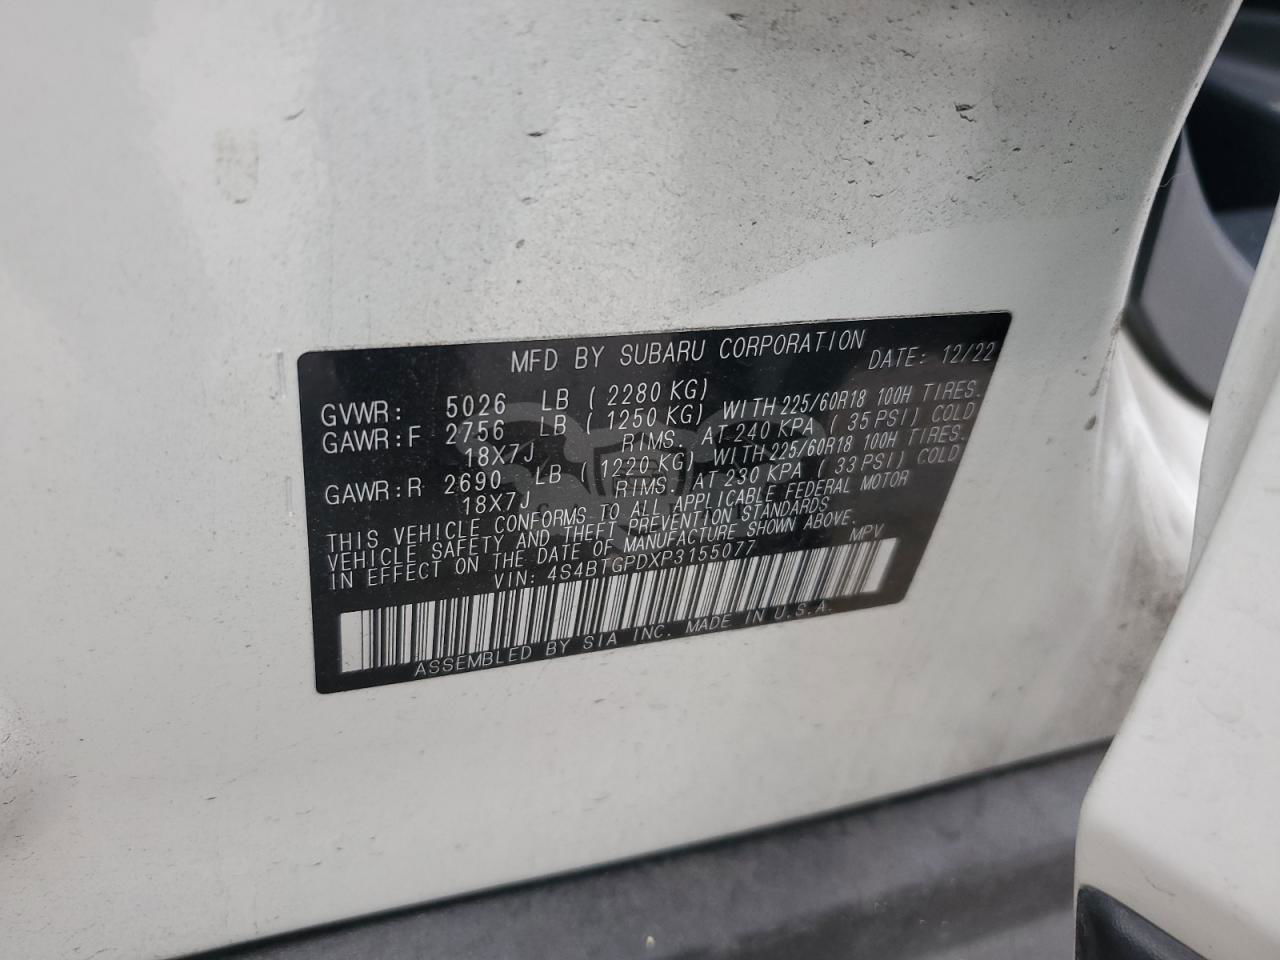 MFD BY SUBARU CORPORATION DATE: 12/22
GVWR: 5026 LB (2280 KG)
GAWR:F 2756 LB (1250 KG) WITH 225/60R18 100H TIRES.
18X7J RIMS. AT 240 KPA (35 PSI) COLD
GAWR:R 2690 LB (1220 KG) WITH 225/60R18 100H TIRES.
18X7J RIMS. AT 230 KPA (33 PSI) COLD
THIS VEHICLE CONFORMS TO ALL APPLICABLE FEDERAL MOTOR
VEHICLE SAFETY AND THEFT PREVENTION STANDARDS
IN EFFECT ON THE DATE OF MANUFACTURE SHOWN ABOVE.
VIN: 4S4BTGPDXP3155077 MPV
ASSEMBLED BY SIA INC. MADE IN U.S.A.